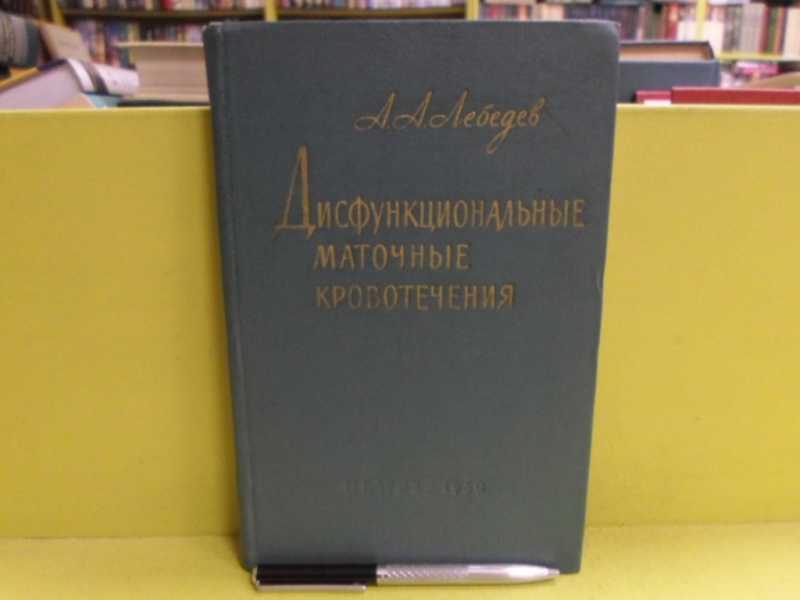 А. А. Лебедев
Дисфункциональные
маточные
кровотечения